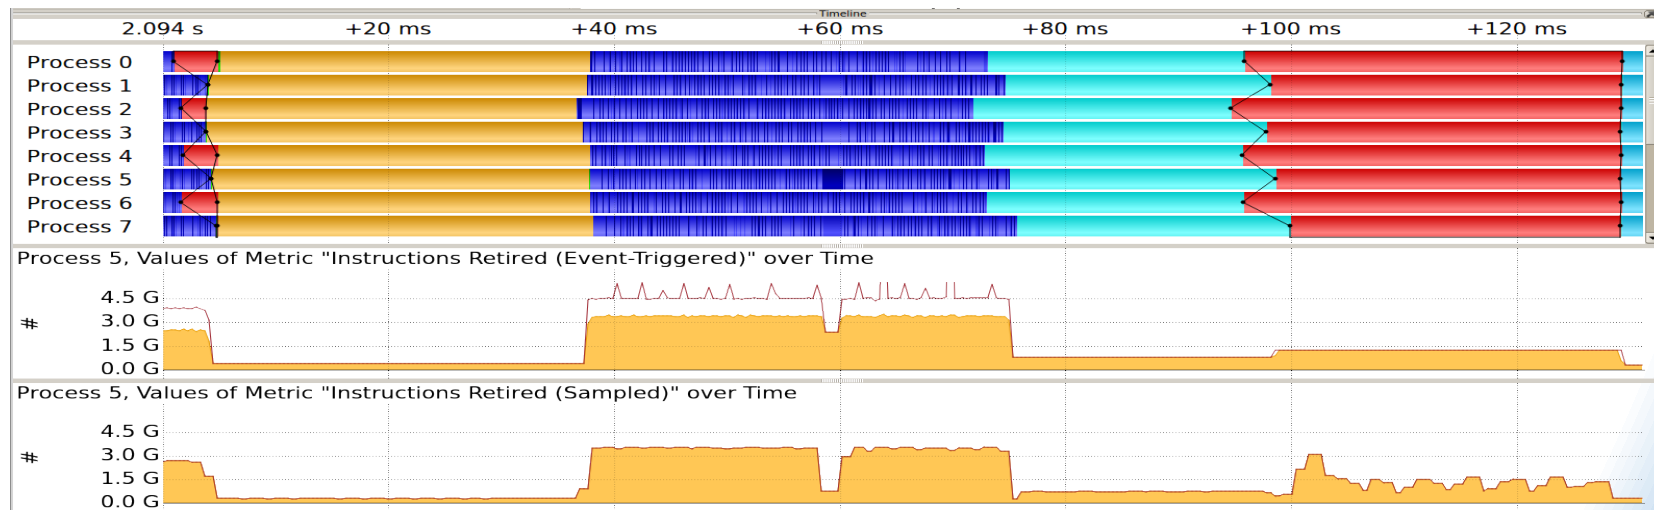 Timeline
2.094 s +20 ms +40 ms +60 ms +80 ms +100 ms +120 ms
Process 0
Process 1
Process 2
Process 3
Process 4
Process 5
Process 6
Process 7
Process 5, Values of Metric "Instructions Retired (Event-Triggered)" over Time
4.5 G
3.0 G
#
1.5 G
0.0 G
Process 5, Values of Metric "Instructions Retired (Sampled)" over Time
4.5 G
3.0 G
#
1.5 G
0.0 G